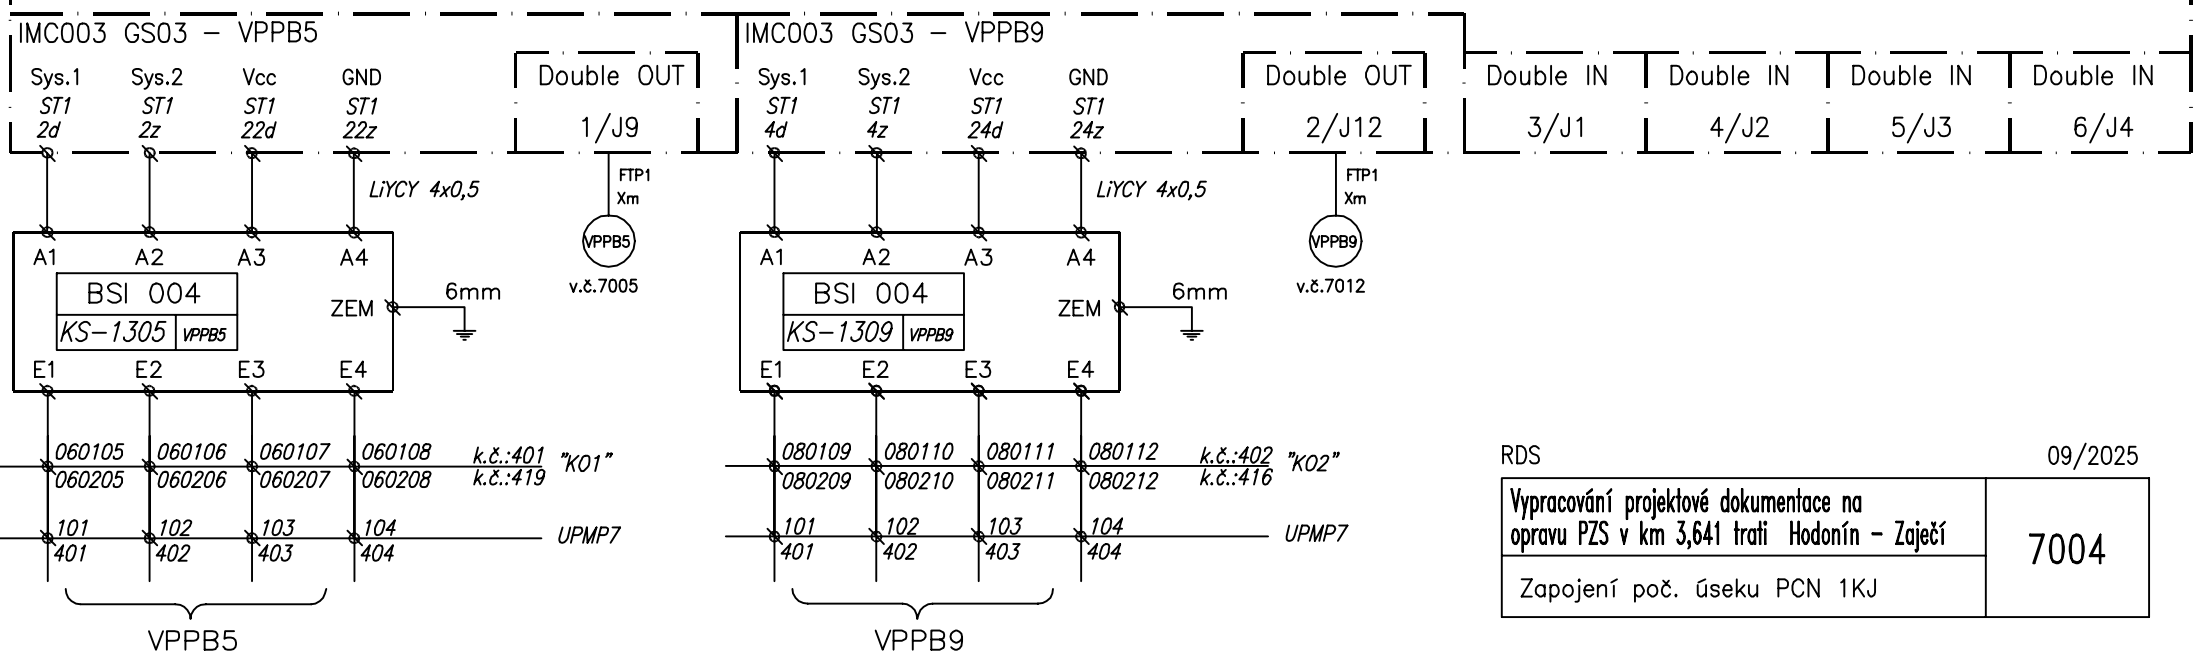 IMC003 GS03 – VPPB5
Sys.1 Sys.2 Vcc GND
ST1 ST1 ST1 ST1
2d 2z 22d 22z
Double OUT
1/J9
LiYCY 4x0,5
FTP1
Xm
VPPB5
v.č.7005
A1 A2 A3 A4
BSI 004
KS–1305 VPPB5
ZEM
6mm
E1 E2 E3 E4
060105 060106 060107 060108 k.č.:401 "K01"
060205 060206 060207 060208 k.č.:419
101 102 103 104 UPMP7
401 402 403 404
VPPB5
IMC003 GS03 – VPPB9
Sys.1 Sys.2 Vcc GND
ST1 ST1 ST1 ST1
4d 4z 24d 24z
Double OUT
2/J12
LiYCY 4x0,5
FTP1
Xm
VPPB9
v.č.7012
A1 A2 A3 A4
BSI 004
KS–1309 VPPB9
ZEM
6mm
E1 E2 E3 E4
080109 080110 080111 080112 k.č.:402 "K02"
080209 080210 080211 080212 k.č.:416
101 102 103 104 UPMP7
401 402 403 404
VPPB9
Double IN Double IN Double IN Double IN
3/J1 4/J2 5/J3 6/J4
RDS 09/2025
Vypracování projektové dokumentace na
opravu PZS v km 3,641 trati Hodonín – Zaječí
7004
Zapojení poč. úseku PCN 1KJ